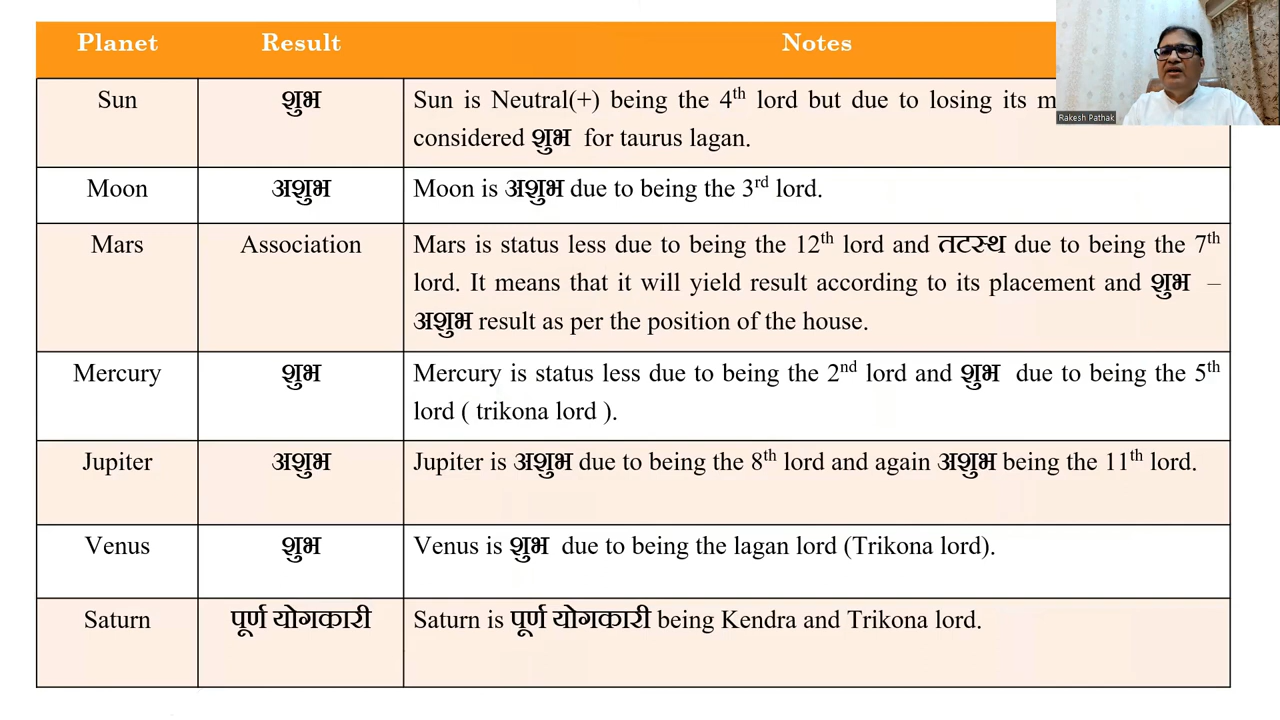 Planet Result Notes
Sun शुभ Sun is Neutral(+) being the 4th lord but due to losing its
considered शुभ for taurus lagan.
Moon अशुभ Moon is अशुभ due to being the 3rd lord.
Mars Association Mars is status less due to being the 12th lord and तटस्थ due to being the 7th
lord. It means that it will yield result according to its placement and शुभ –
अशुभ result as per the position of the house.
Mercury शुभ Mercury is status less due to being the 2nd lord and शुभ due to being the 5th
lord ( trikona lord ).
Jupiter अशुभ Jupiter is अशुभ due to being the 8th lord and again अशुभ being the 11th lord.
Venus शुभ Venus is शुभ due to being the lagan lord (Trikona lord).
Saturn पूर्ण योगकारी Saturn is पूर्ण योगकारी being Kendra and Trikona lord.
Rakesh Pathak